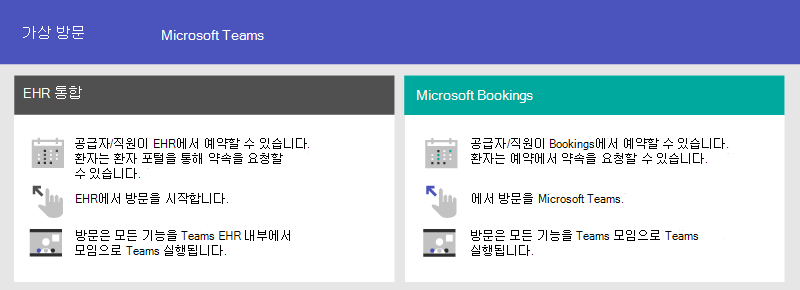 가상 방문
Microsoft Teams
EHR 통합
공급자/직원이 EHR에서 예약할 수 있습니다.
환자는 환자 포털을 통해 약속을 요청할
수 있습니다.
EHR에서 방문을 시작합니다.
방문은 모든 기능을 Teams EHR 내부에서
모임으로 Teams 실행됩니다.
Microsoft Bookings
공급자/직원이 Bookings에서 예약할 수 있습니다.
환자는 예약에서 약속을 요청할 수 있습니다.
에서 방문을 Microsoft Teams.
방문은 모든 기능을 Teams 모임으로 Teams
실행됩니다.